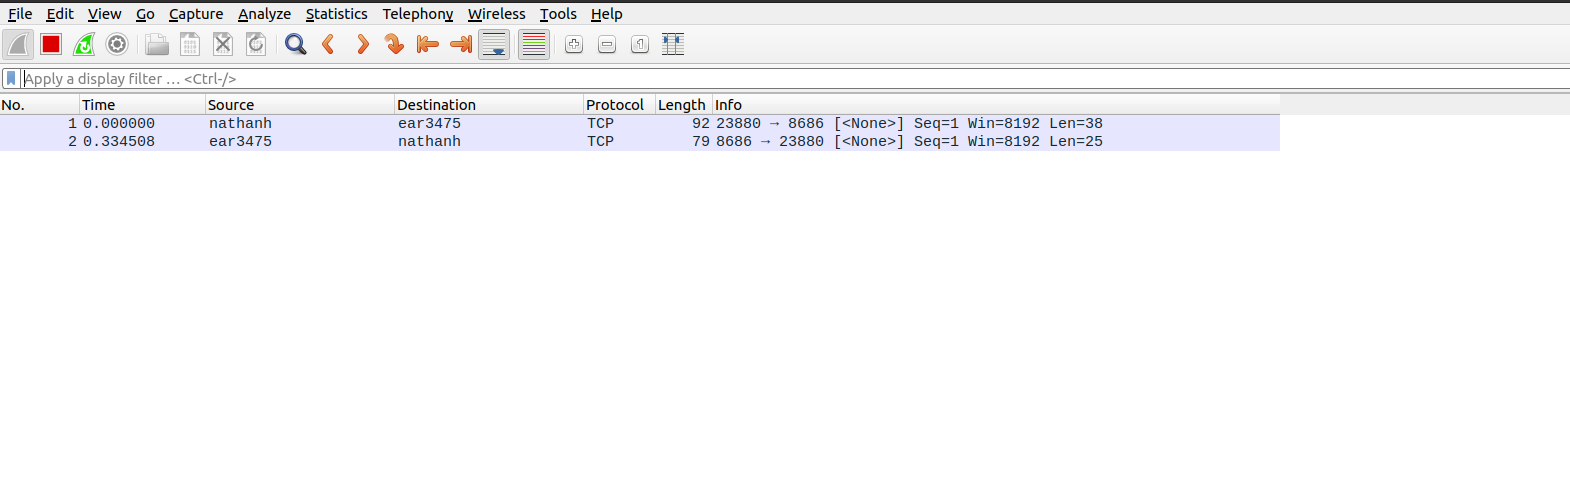 File Edit View Go Capture Analyze Statistics Telephony Wireless Tools Help
Apply a display filter … <Ctrl-/>
No. Time Source Destination Protocol Length Info
1 0.000000 nathanh ear3475 TCP 92 23880 → 8686 [<None>] Seq=1 Win=8192 Len=38
2 0.334508 ear3475 nathanh TCP 79 8686 → 23880 [<None>] Seq=1 Win=8192 Len=25